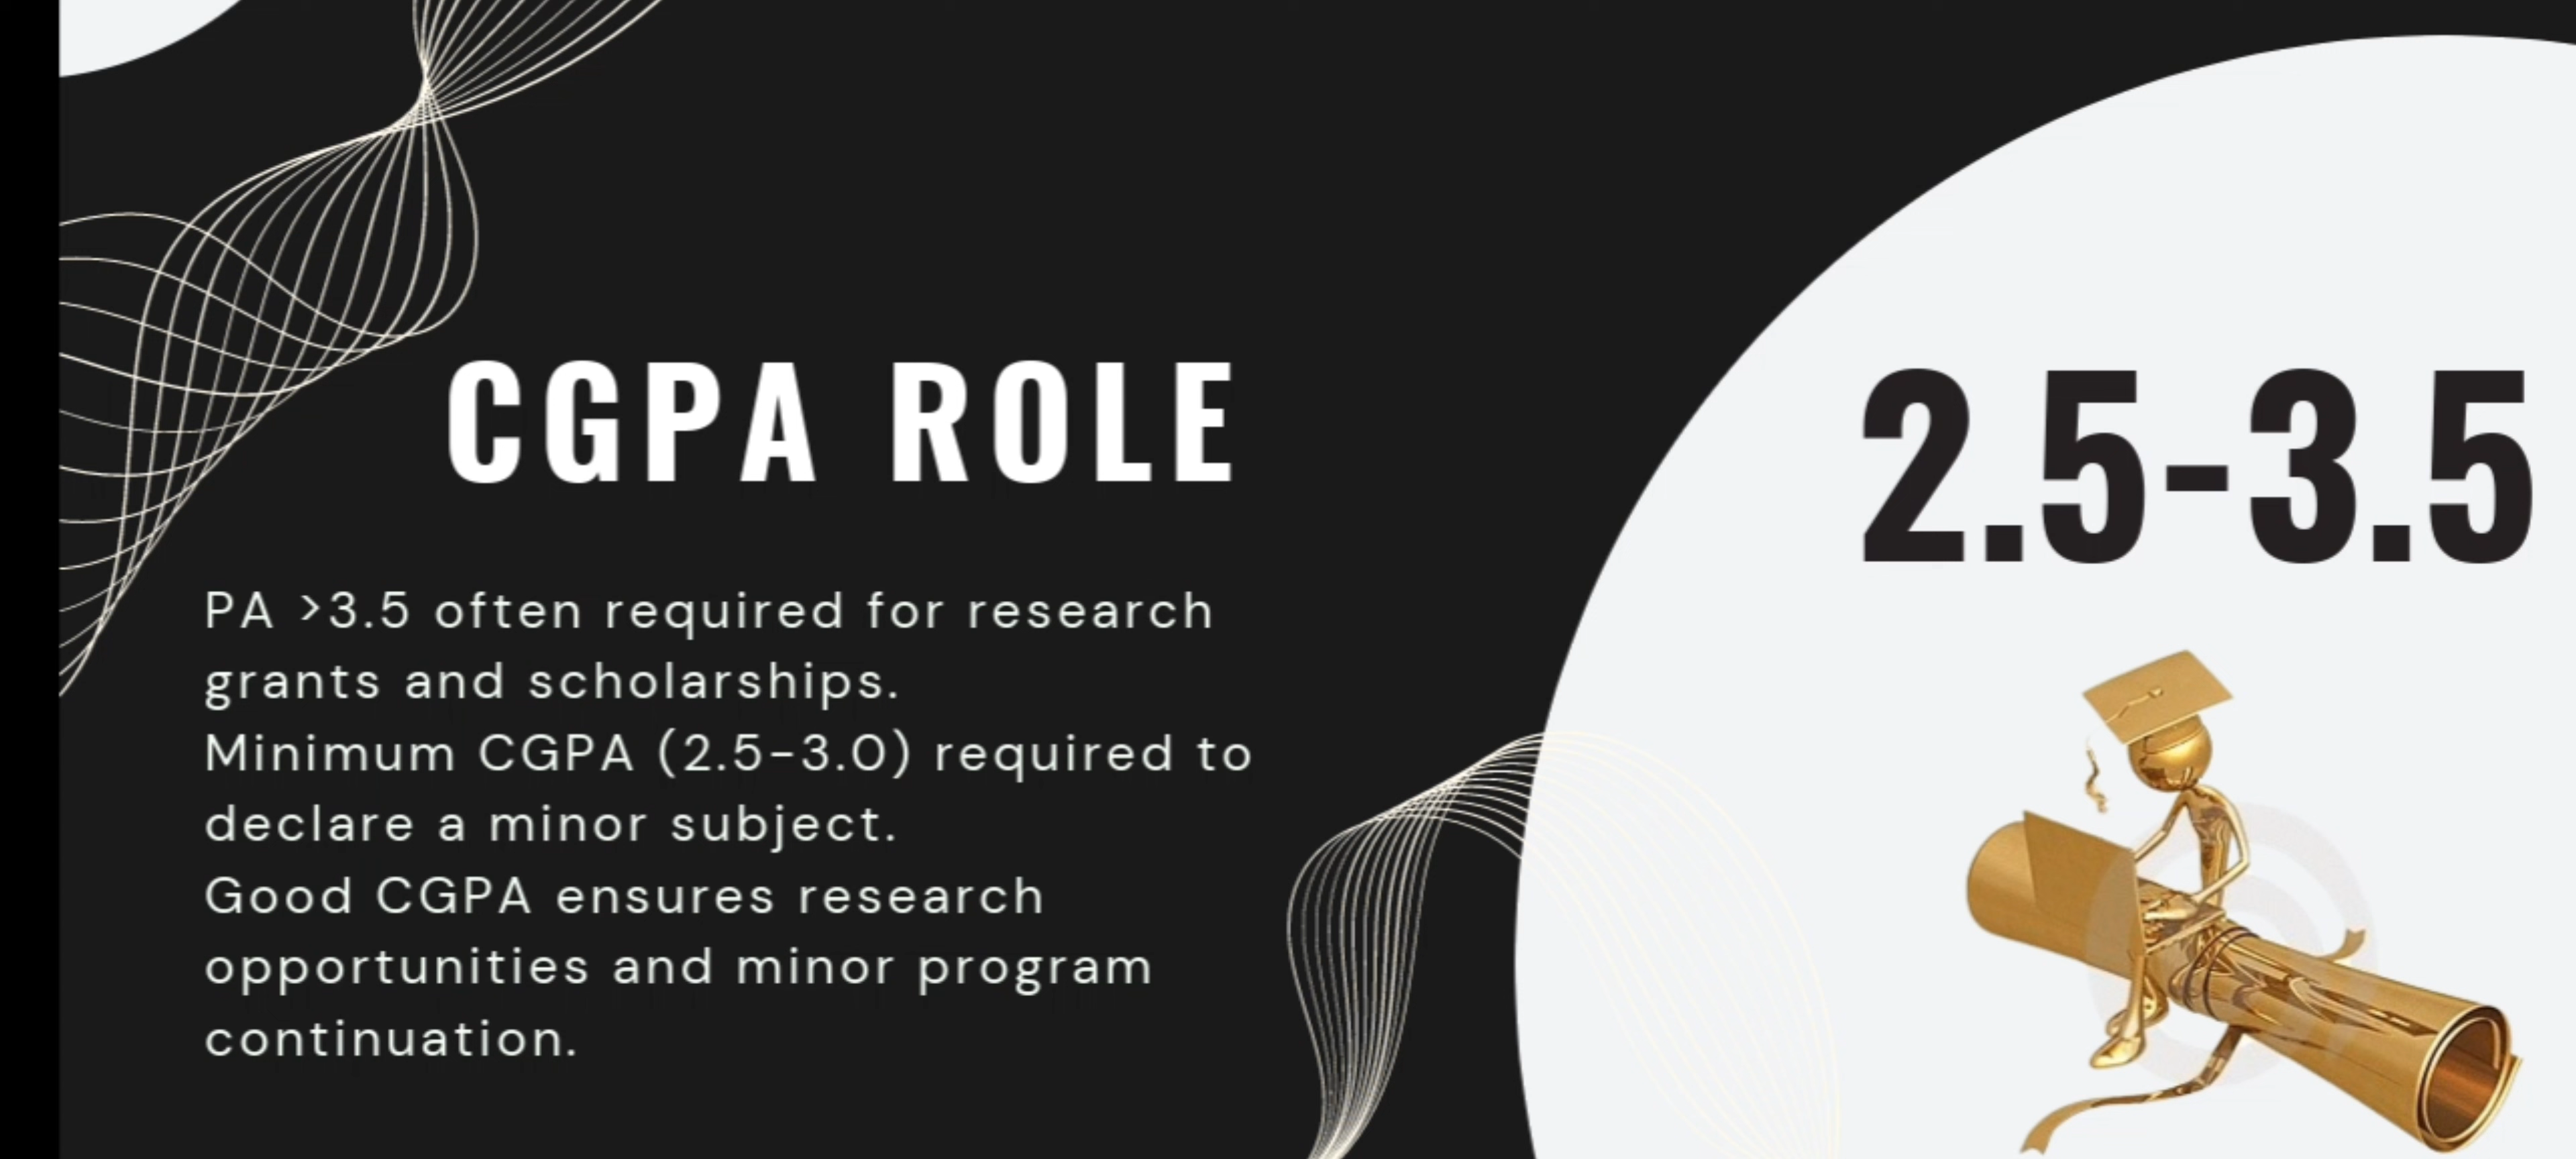 CGPA ROLE
PA >3.5 often required for research
grants and scholarships.
Minimum CGPA (2.5-3.0) required to
declare a minor subject.
Good CGPA ensures research
opportunities and minor program
continuation.
2.5-3.5